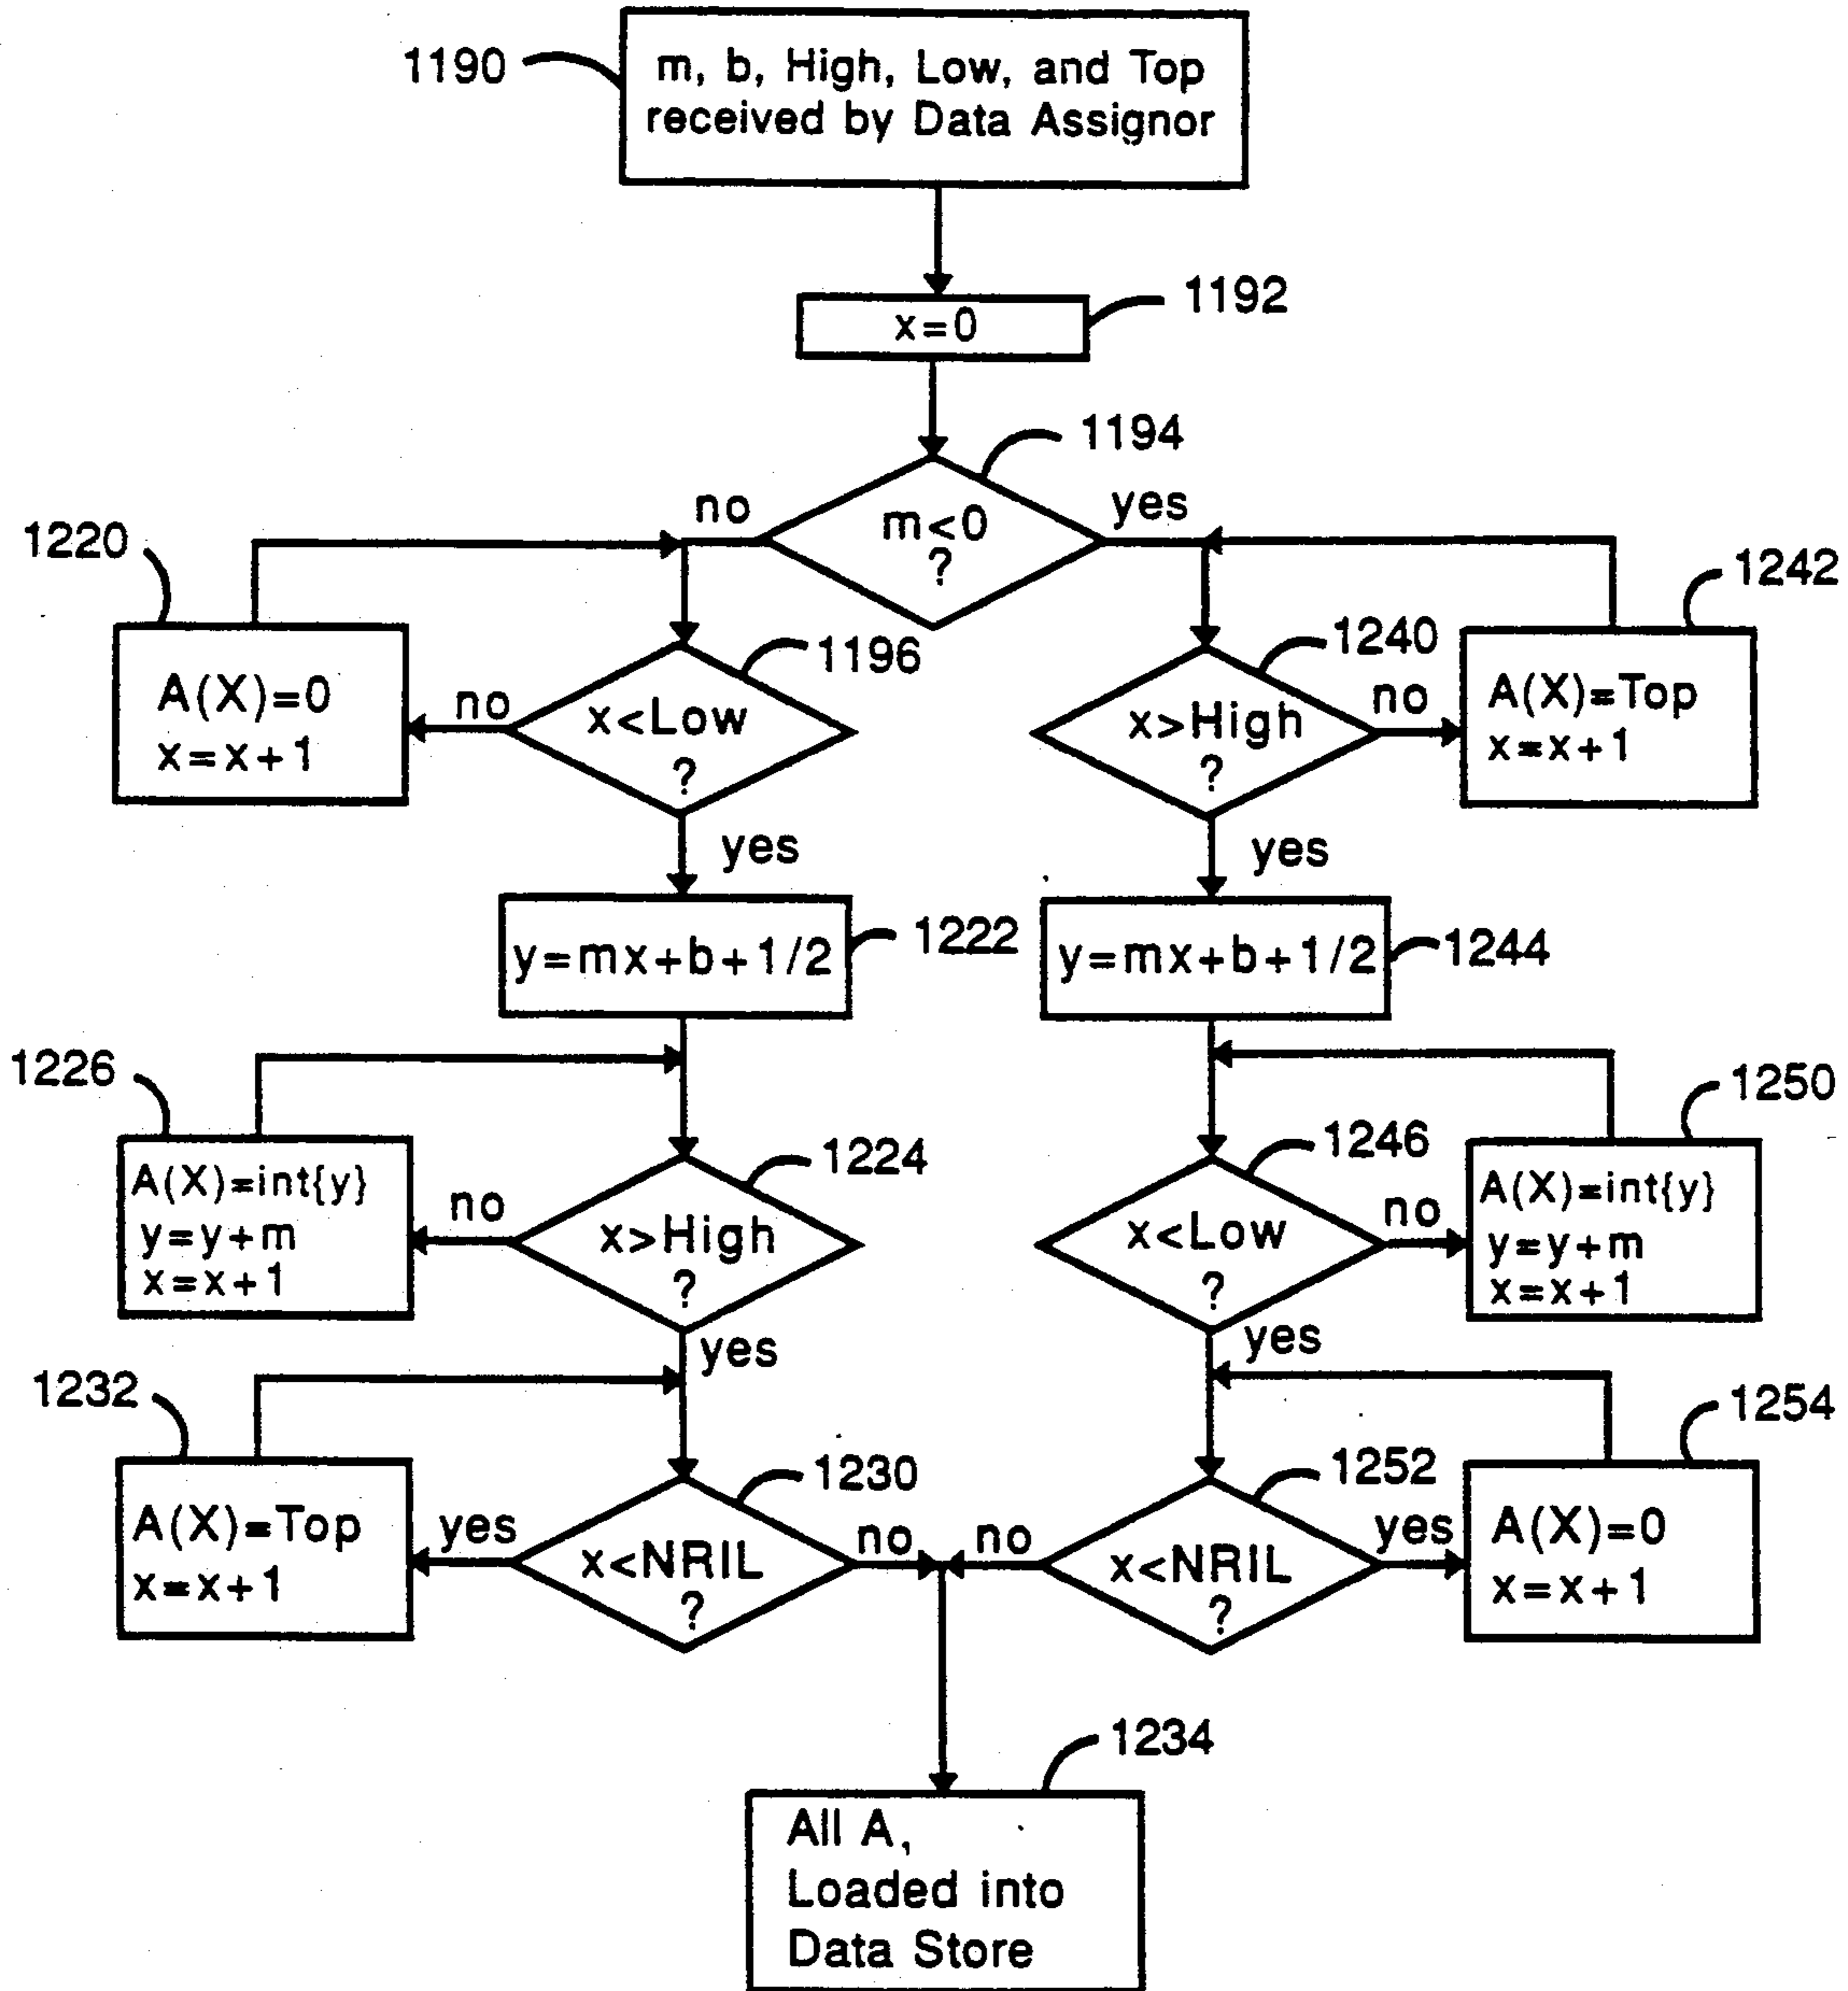 1190
m, b, High, Low, and Top
received by Data Assignor
1192
x=0
1194
no
m<0
?
yes
1220
1242
A(X)=0
x=x+1
no
1196
x<Low
?
yes
1240
x>High
?
no
yes
A(X)=Top
x=x+1
y=mx+b+1/2
1222
y=mx+b+1/2
1244
1226
1250
A(X)=int{y}
y=y+m
x=x+1
no
1224
x>High
?
yes
1246
x<Low
?
no
yes
A(X)=int{y}
y=y+m
x=x+1
1232
1254
A(X)=Top
x=x+1
yes
1230
x<NRIL
?
no
no
1252
x<NRIL
?
yes
A(X)=0
x=x+1
1234
All A,
Loaded into
Data Store